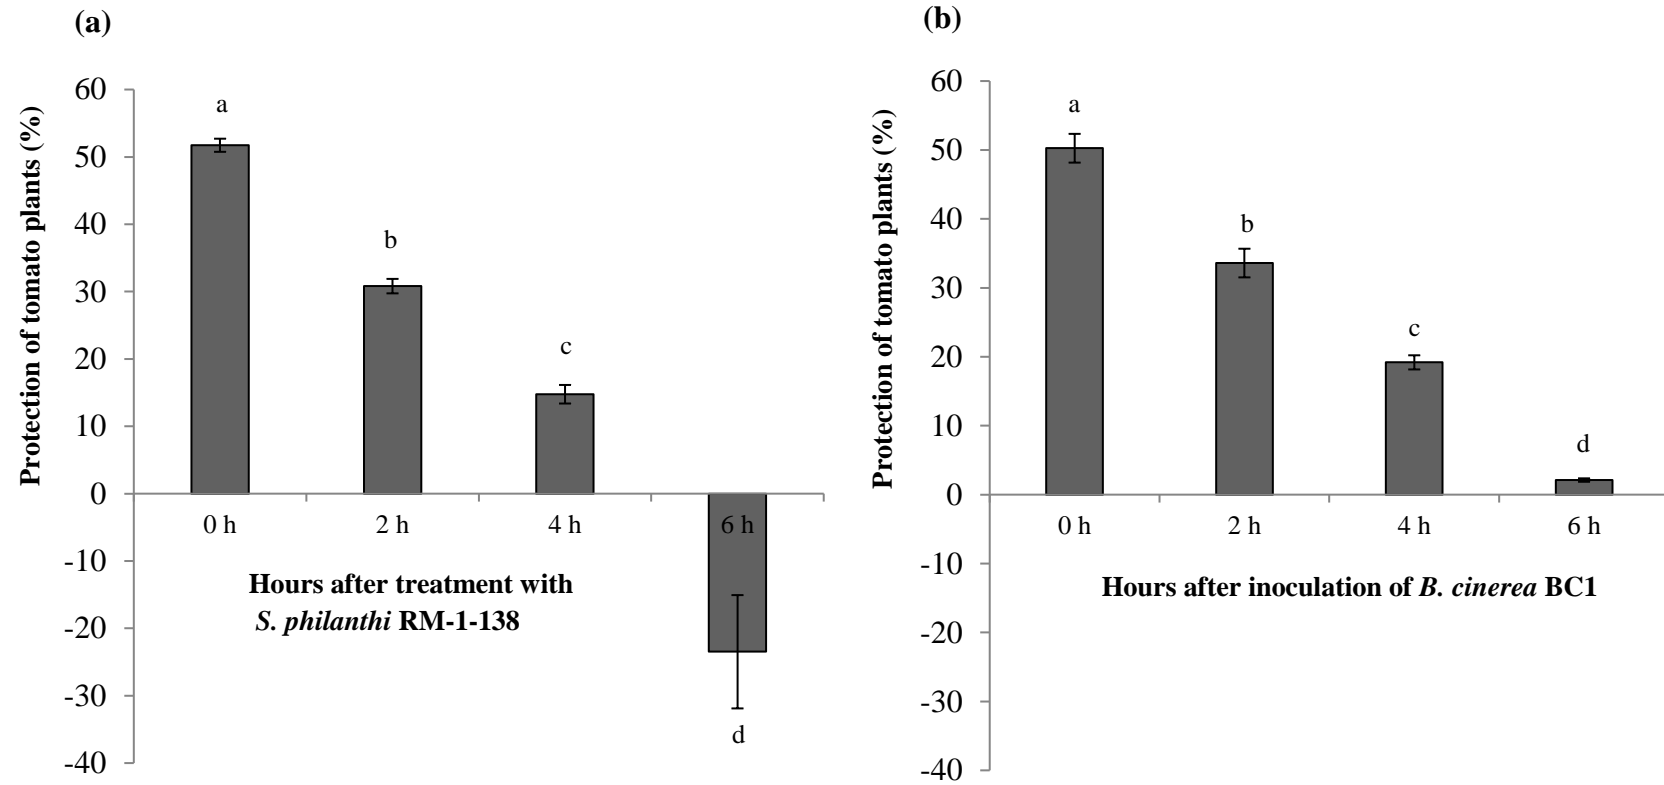 (a)
Protection of tomato plants (%)
60
50
40
30
20
10
0
-10
-20
-30
-40
a
b
c
d
0 h
2 h
4 h
6 h
Hours after treatment with
S. philanthi RM-1-138
(b)
Protection of tomato plants (%)
60
50
40
30
20
10
0
-10
-20
-30
-40
a
b
c
d
0 h
2 h
4 h
6 h
Hours after inoculation of B. cinerea BC1